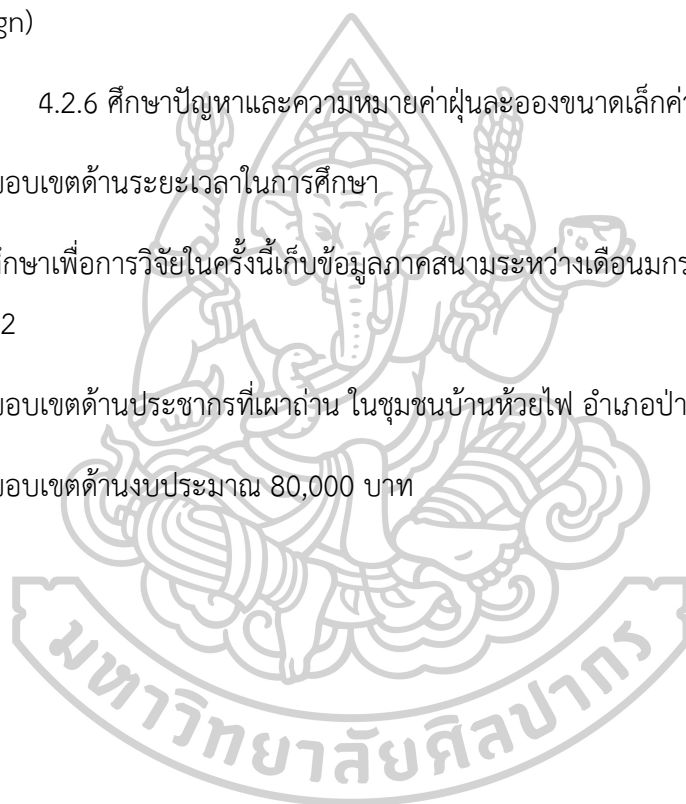 gn)
4.2.6 ศึกษาปัญหาและความหมายค่าฝุ่นละอองขนาดเล็กค่า
ขอบเขตด้านระยะเวลาในการศึกษา
ศึกษาเพื่อการวิจัยในครั้งนี้เก็บข้อมูลภาคสนามระหว่างเดือนมกร
2
ขอบเขตด้านประชากรที่เผาถ่าน ในชุมชนบ้านห้วยไฟ อำเภอป่า
ขอบเขตด้านงบประมาณ 80,000 บาท
มหาวิทยาลัยศิลปากร